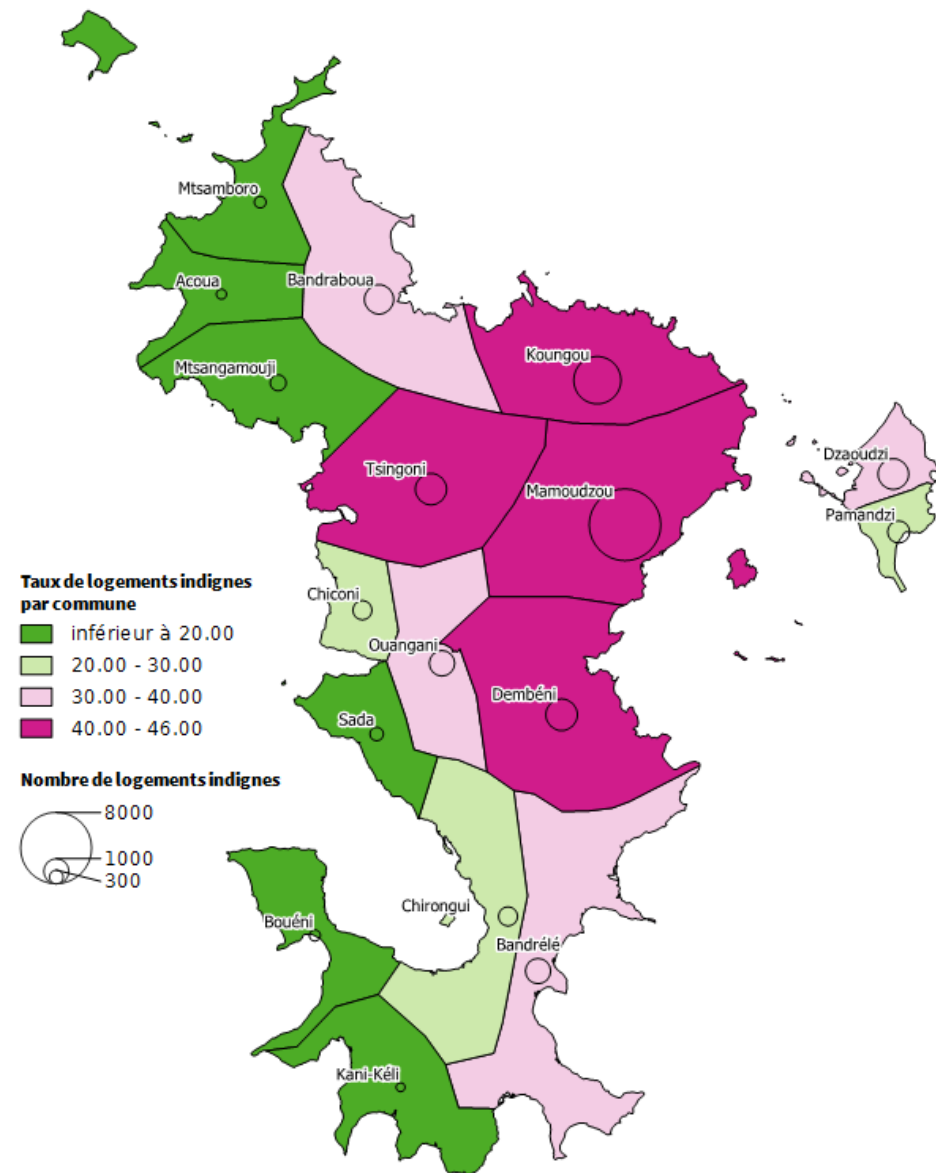 Mtsamboro
Acoua
Bandraboua
Koungou
Mtsangamouji
Dzaoudzi
Tsingoni
Mamoudzou
Pamandzi
Taux de logements indignes
par commune
inférieur à 20.00
20.00 - 30.00
30.00 - 40.00
40.00 - 46.00
Chiconi
Ouangani
Dembéni
Sada
Nombre de logements indignes
8000
1000
300
Chirongui
Bouéni
Bandrélé
Kani-Kéli